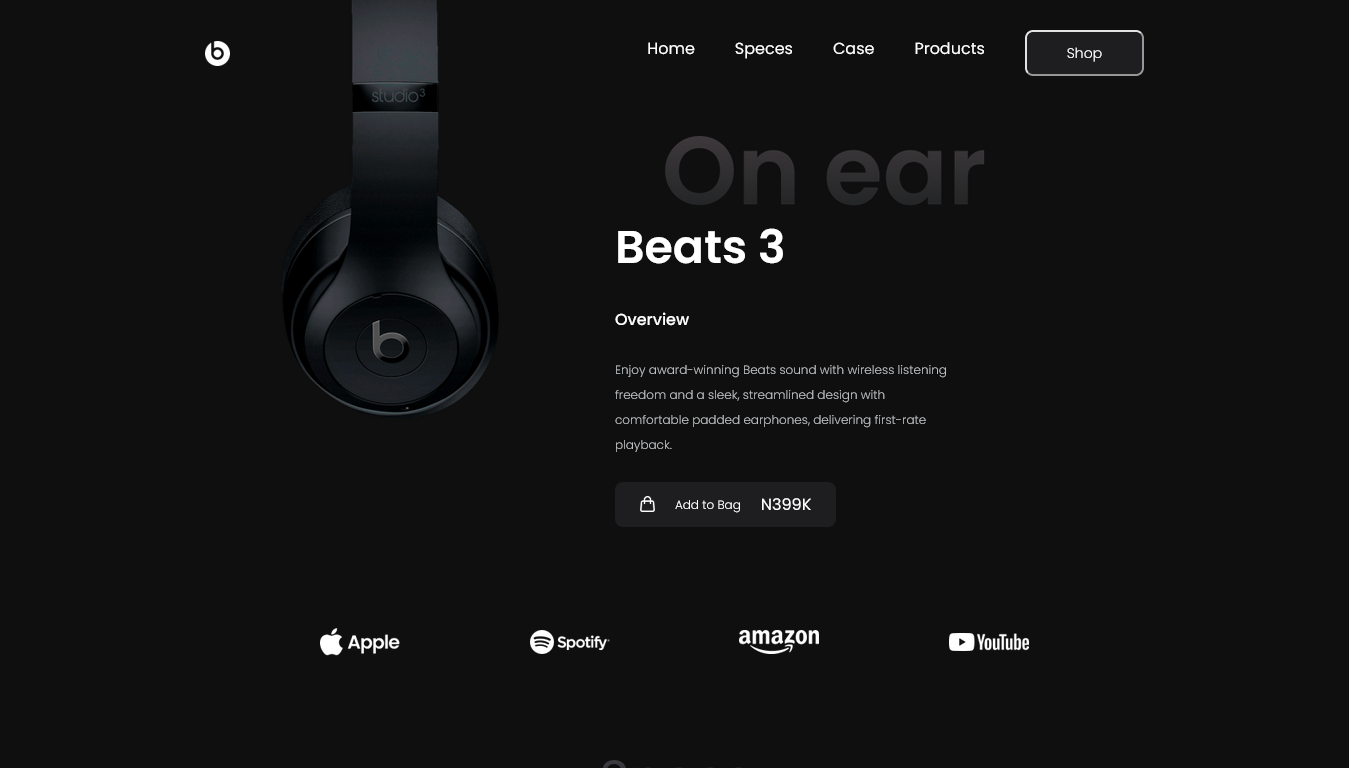 Home Speces Case Products Shop
studio3
On ear
Beats 3
Overview
Enjoy award-winning Beats sound with wireless listening
freedom and a sleek, streamlined design with
comfortable padded earphones, delivering first-rate
playback.
Add to Bag N399K
Apple Spotify amazon YouTube